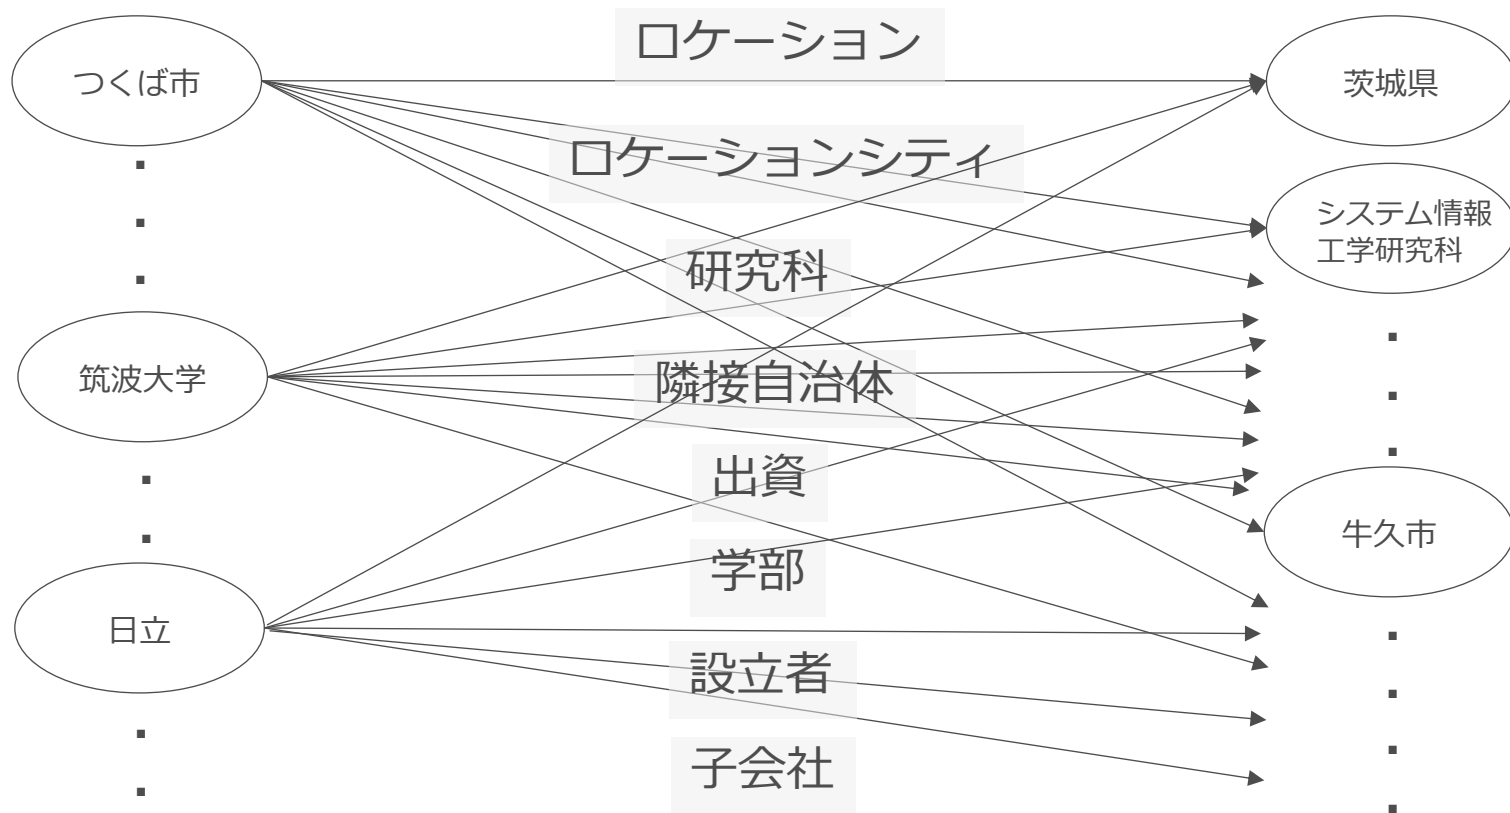 ロケーション
つくば市
茨城県
ロケーションシティ
システム情報
工学研究科
研究科
筑波大学
隣接自治体
出資
牛久市
学部
日立
設立者
子会社